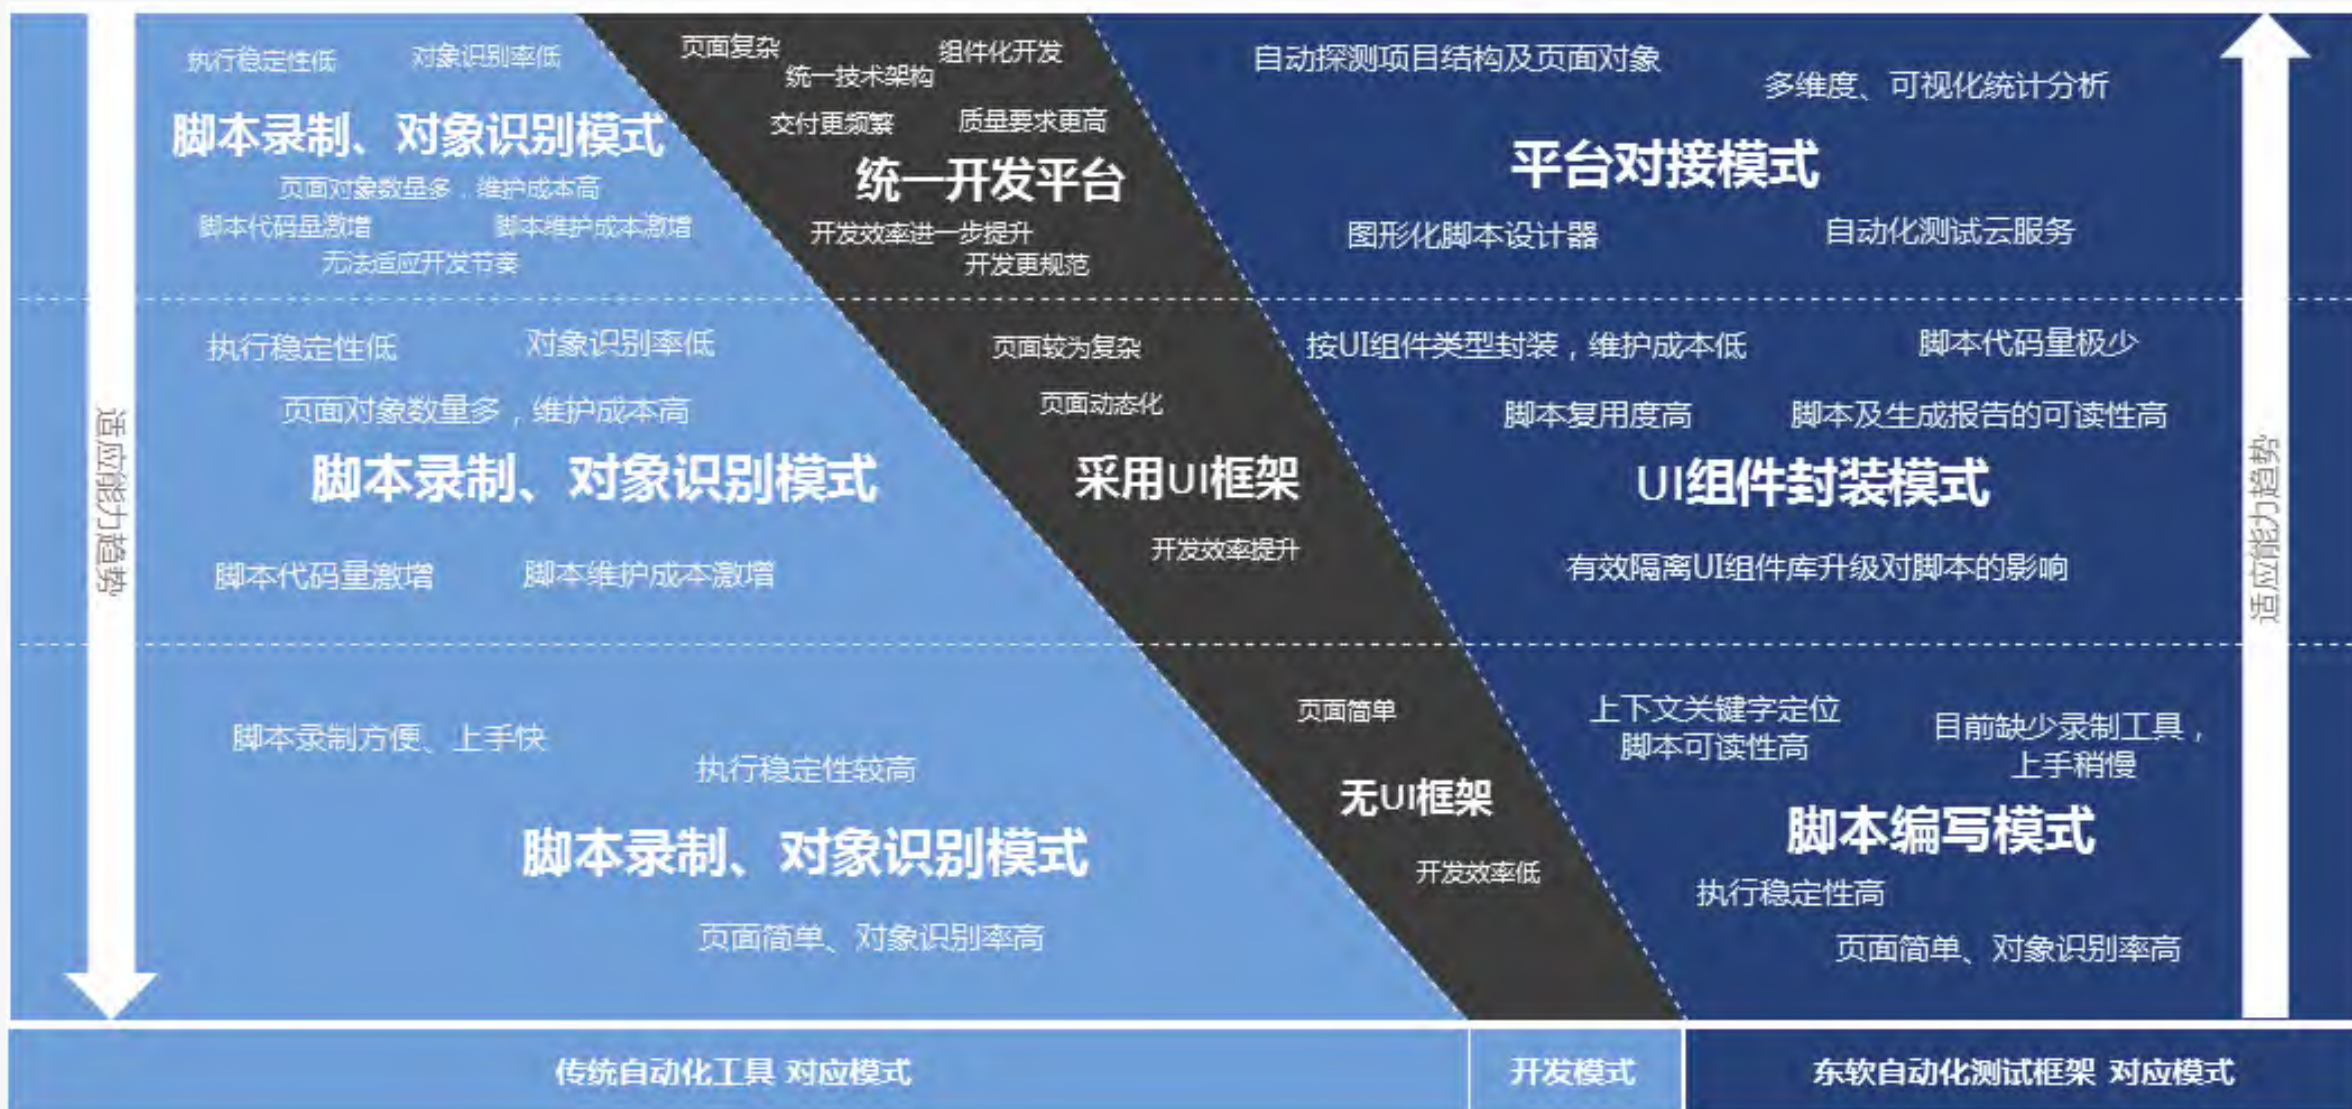 执行稳定性低
对象识别率低
脚本录制、对象识别模式
页面对象数量多，维护成本高
脚本代码量激增
脚本维护成本激增
无法适应开发节奏
页面复杂
组件化开发
统一技术架构
交付更频繁
质量要求更高
统一开发平台
开发效率进一步提升
开发更规范
自动探测项目结构及页面对象
多维度、可视化统计分析
平台对接模式
图形化脚本设计器
自动化测试云服务
适应能力趋势
执行稳定性低
对象识别率低
页面对象数量多，维护成本高
脚本录制、对象识别模式
脚本代码量激增
脚本维护成本激增
页面较为复杂
页面动态化
采用UI框架
开发效率提升
按UI组件类型封装，维护成本低
脚本代码量极少
脚本复用度高
脚本及生成报告的可读性高
UI组件封装模式
有效隔离UI组件库升级对脚本的影响
适应能力趋势
脚本录制方便、上手快
执行稳定性较高
脚本录制、对象识别模式
页面简单、对象识别率高
页面简单
无UI框架
开发效率低
上下文关键字定位
脚本可读性高
目前缺少录制工具，
上手稍慢
脚本编写模式
执行稳定性高
页面简单、对象识别率高
传统自动化工具 对应模式
开发模式
东软自动化测试框架 对应模式